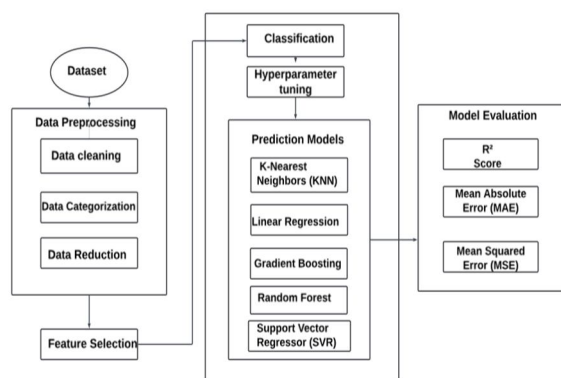 Dataset
Data Preprocessing
Data cleaning
Data Categorization
Data Reduction
Feature Selection
Classification
Hyperparameter
tuning
Prediction Models
K-Nearest
Neighbors (KNN)
Linear Regression
Gradient Boosting
Random Forest
Support Vector
Regressor (SVR)
Model Evaluation
R²
Score
Mean Absolute
Error (MAE)
Mean Squared
Error (MSE)